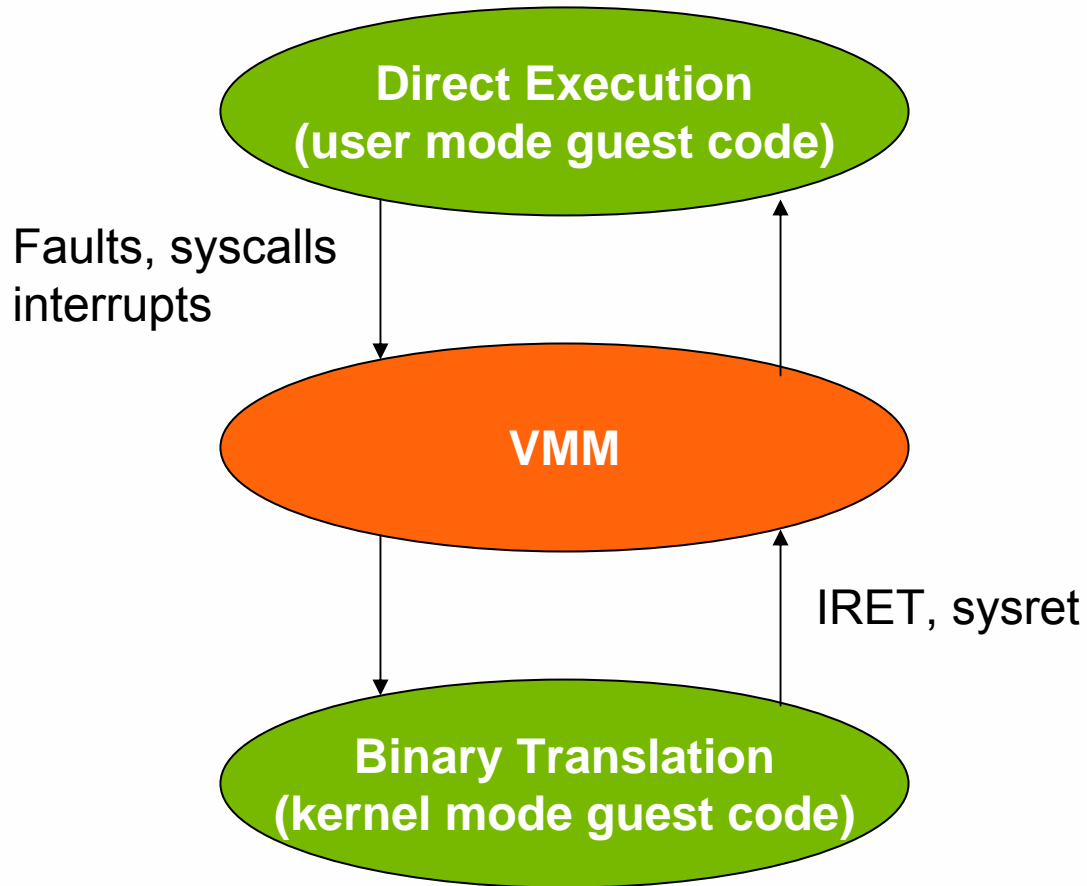 Direct Execution
(user mode guest code)
Faults, syscalls
interrupts
VMM
IRET, sysret
Binary Translation
(kernel mode guest code)